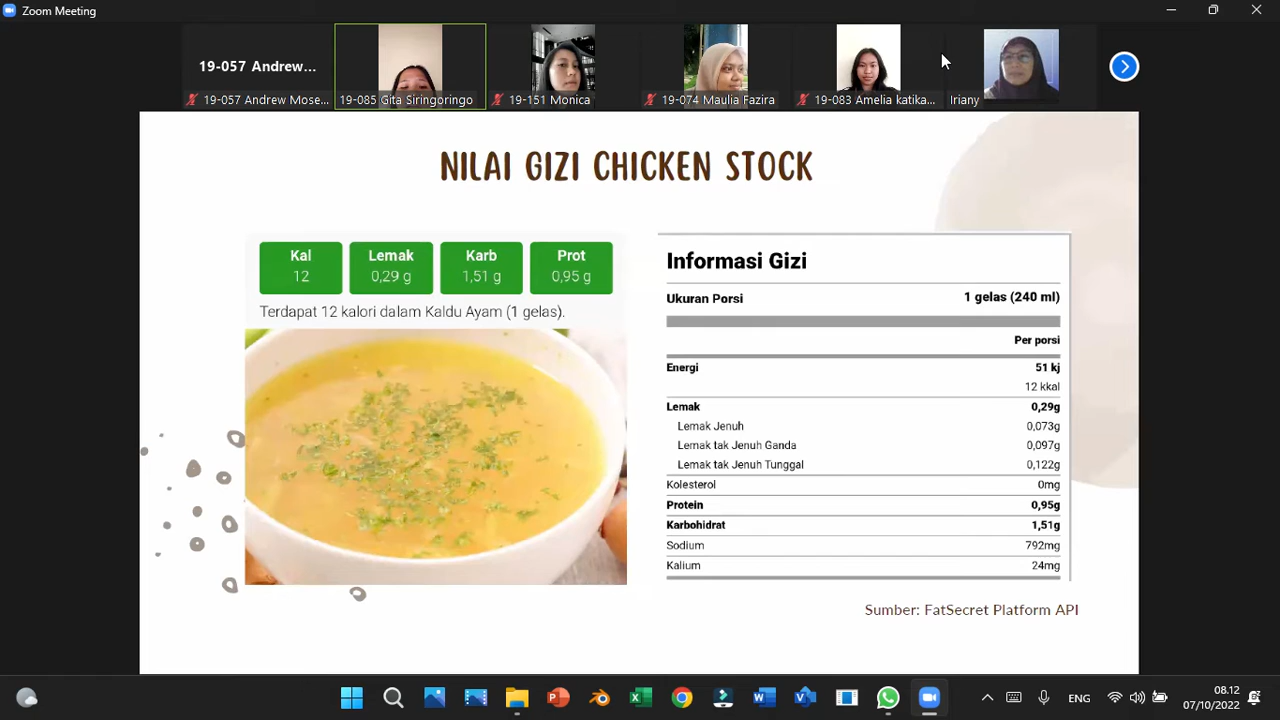 Zoom Meeting
19-057 Andrew...
19-057 Andrew Mose...
19-085 Gita Siringoringo
19-151 Monica
19-074 Maulia Fazira
19-083 Amelia katika...
Iriany
NILAI GIZI CHICKEN STOCK
Kal
12
Lemak
0,29 g
Karb
1,51 g
Prot
0,95 g
Terdapat 12 kalori dalam Kaldu Ayam (1 gelas).
Informasi Gizi
Ukuran Porsi 1 gelas (240 ml)
Per porsi
Energi 51 kj
12 kkal
Lemak 0,29g
Lemak Jenuh 0,073g
Lemak tak Jenuh Ganda 0,097g
Lemak tak Jenuh Tunggal 0,122g
Kolesterol 0mg
Protein 0,95g
Karbohidrat 1,51g
Sodium 792mg
Kalium 24mg
Sumber: FatSecret Platform API
ENG
08.12
07/10/2022